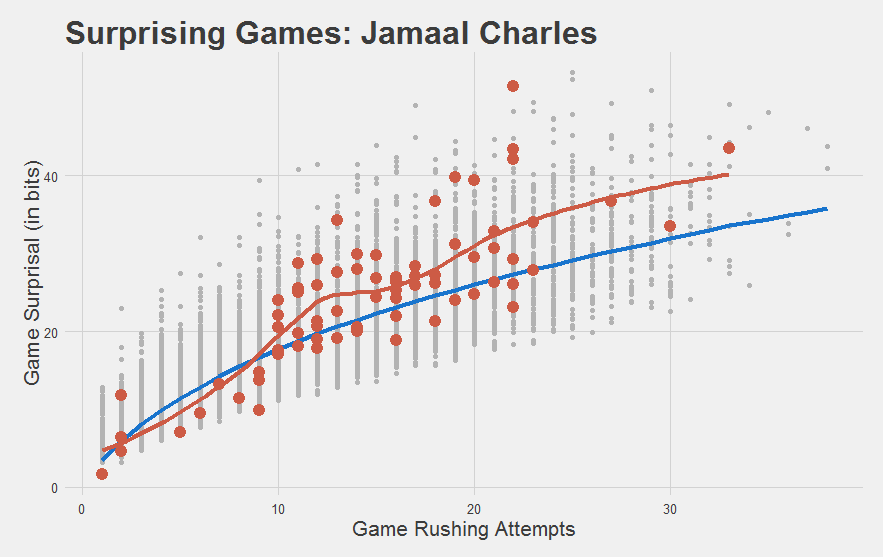 Surprising Games: Jamaal Charles
Game Surprisal (in bits)
40
20
0
0 10 20 30
Game Rushing Attempts